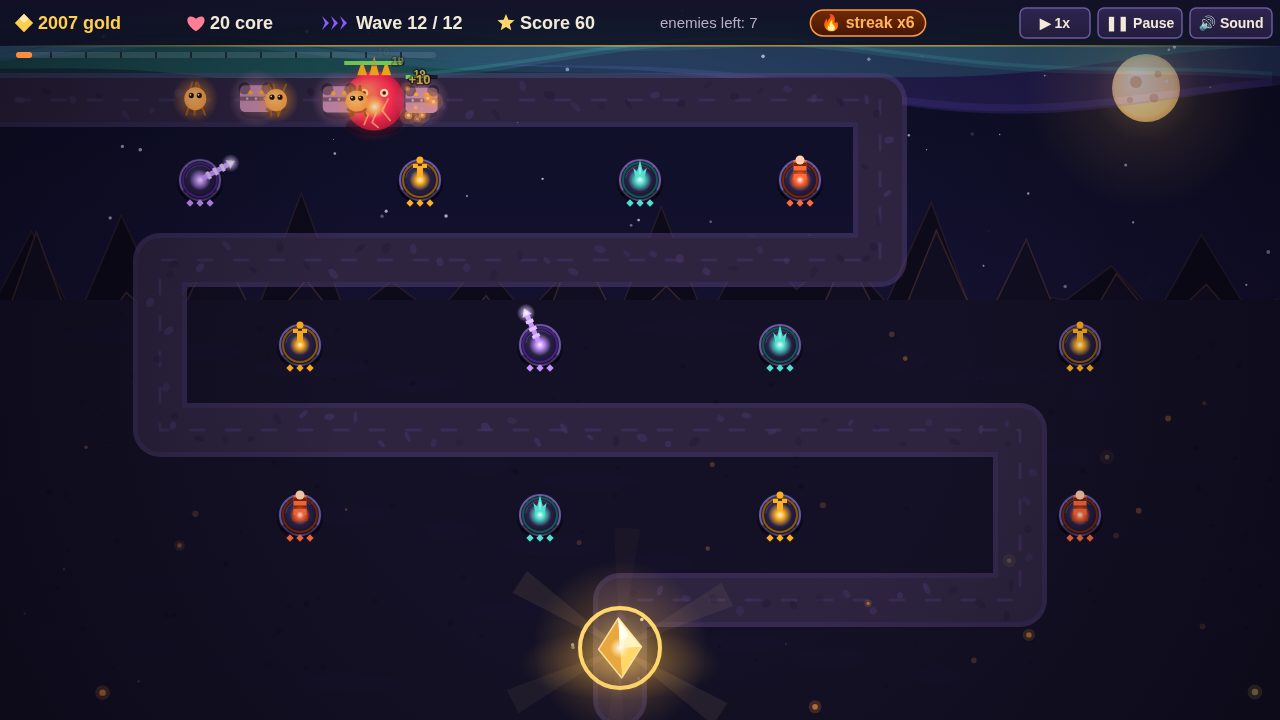 2007 gold
20 core
Wave 12 / 12
Score 60
enemies left: 7
🔥 streak x6
▶ 1x
❚❚ Pause
🔊 Sound
+10